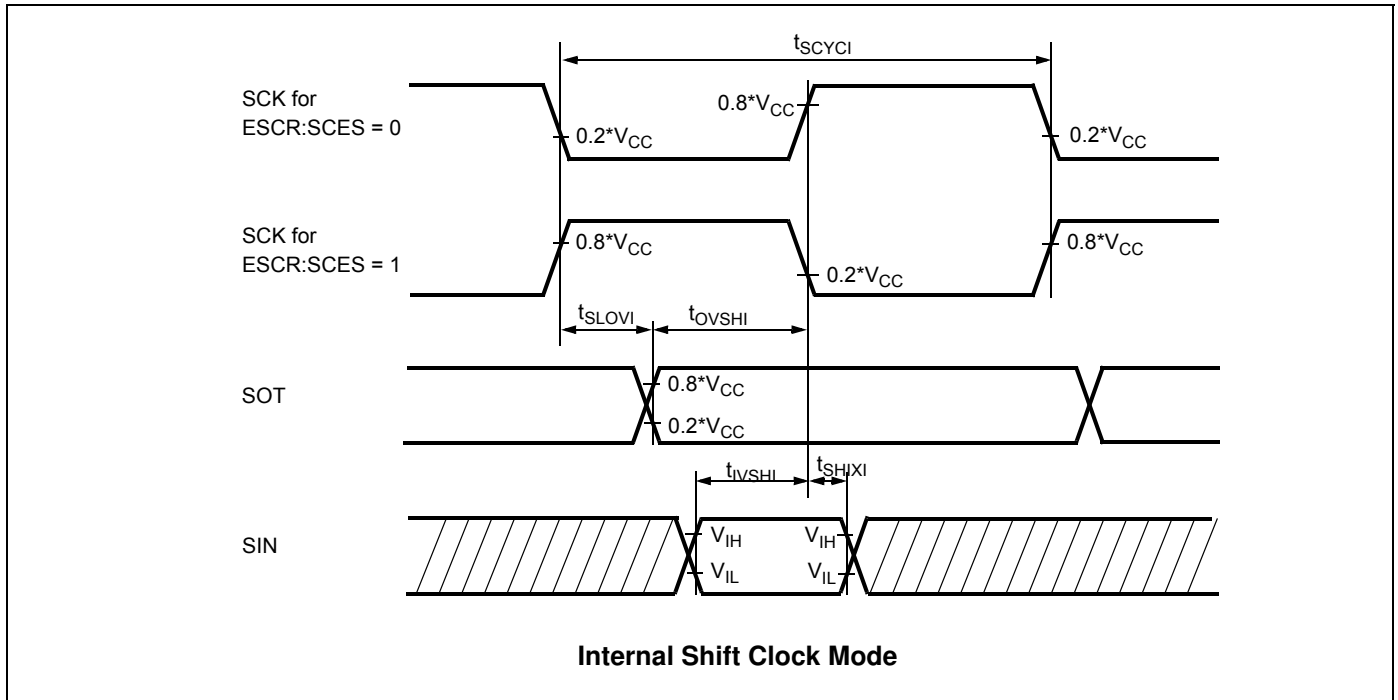 tSCYCI
SCK for
ESCR:SCES = 0
0.8*VCC
0.2*VCC
0.2*VCC
SCK for
ESCR:SCES = 1
0.8*VCC
0.8*VCC
0.2*VCC
tSLOVI
tOVSHI
SOT
0.8*VCC
0.2*VCC
tIVSHI
tSHIXI
SIN
VIH
VIH
VIL
VIL
Internal Shift Clock Mode